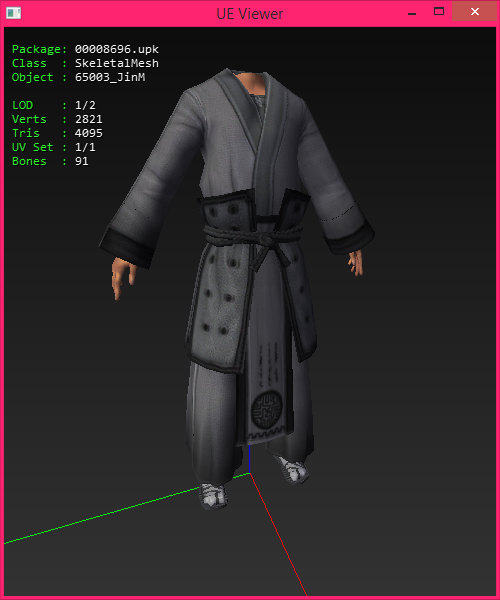 UE Viewer
Package: 00008696.upk
Class  : SkeletalMesh
Object : 65003_JinM
LOD    : 1/2
Verts  : 2821
Tris   : 4095
UV Set : 1/1
Bones  : 91